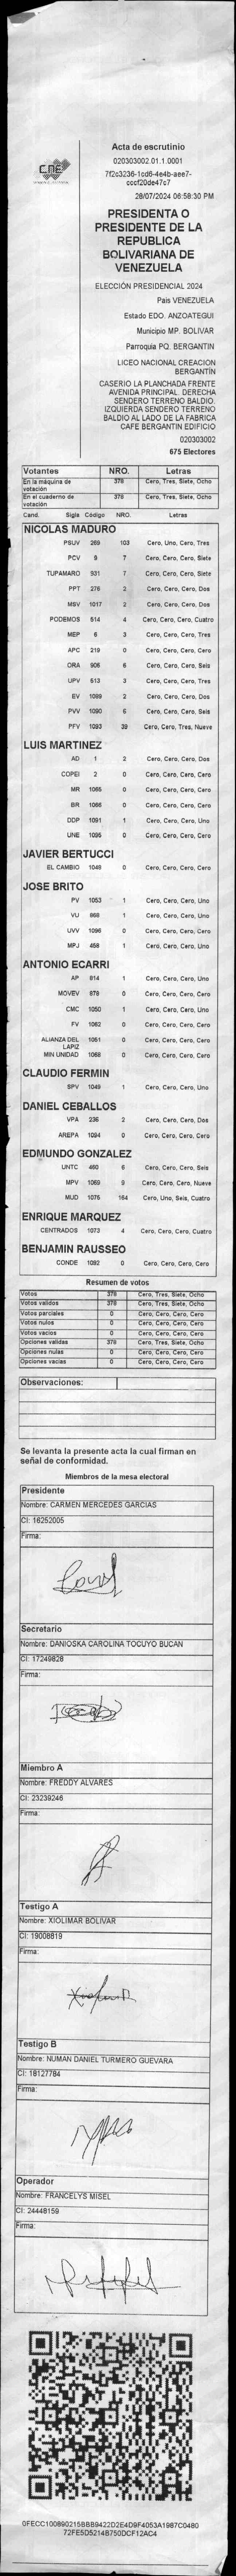 CNE
Acta de escrutinio
020303002.01.1.0001
7f2c3236-1cd6-4e4b-aee7-
cccf20de47c7
28/07/2024 06:58:30 PM
PRESIDENTA O
PRESIDENTE DE LA
REPUBLICA
BOLIVARIANA DE
VENEZUELA
ELECCIÓN PRESIDENCIAL 2024
Pais VENEZUELA
Estado EDO. ANZOATEGUI
Municipio MP. BOLIVAR
Parroquia PQ. BERGANTIN
LICEO NACIONAL CREACION
BERGANTÍN
CASERIO LA PLANCHADA FRENTE
AVENIDA PRINCIPAL. DERECHA
SENDERO TERRENO BALDIO.
IZQUIERDA SENDERO TERRENO
BALDIO AL LADO DE LA FABRICA
CAFE BERGANTIN EDIFICIO
020303002
675 Electores
Votantes NRO. Letras
En la máquina de votación 378 Cero, Tres, Siete, Ocho
En el cuaderno de votación 378 Cero, Tres, Siete, Ocho
Cand. Sigla Código NRO. Letras
NICOLAS MADURO
PSUV 269 103 Cero, Uno, Cero, Tres
PCV 9 7 Cero, Cero, Cero, Siete
TUPAMARO 931 7 Cero, Cero, Cero, Siete
PPT 276 2 Cero, Cero, Cero, Dos
MSV 1017 2 Cero, Cero, Cero, Dos
PODEMOS 514 4 Cero, Cero, Cero, Cuatro
MEP 6 3 Cero, Cero, Cero, Tres
APC 219 0 Cero, Cero, Cero, Cero
ORA 906 6 Cero, Cero, Cero, Seis
UPV 513 3 Cero, Cero, Cero, Tres
EV 1099 2 Cero, Cero, Cero, Dos
PVV 1090 6 Cero, Cero, Cero, Seis
PFV 1093 39 Cero, Cero, Tres, Nueve
LUIS MARTINEZ
AD 1 2 Cero, Cero, Cero, Dos
COPEI 2 0 Cero, Cero, Cero, Cero
MR 1065 0 Cero, Cero, Cero, Cero
BR 1066 0 Cero, Cero, Cero, Cero
DDP 1091 1 Cero, Cero, Cero, Uno
UNE 1095 0 Cero, Cero, Cero, Cero
JAVIER BERTUCCI
EL CAMBIO 1048 0 Cero, Cero, Cero, Cero
JOSE BRITO
PV 1053 1 Cero, Cero, Cero, Uno
VU 868 1 Cero, Cero, Cero, Uno
UVV 1096 0 Cero, Cero, Cero, Cero
MPJ 458 1 Cero, Cero, Cero, Uno
ANTONIO ECARRI
AP 814 1 Cero, Cero, Cero, Uno
MOVEV 879 0 Cero, Cero, Cero, Cero
CMC 1050 1 Cero, Cero, Cero, Uno
FV 1062 0 Cero, Cero, Cero, Cero
ALIANZA DEL LAPIZ 1051 0 Cero, Cero, Cero, Cero
MIN UNIDAD 1068 0 Cero, Cero, Cero, Cero
CLAUDIO FERMIN
SPV 1049 1 Cero, Cero, Cero, Uno
DANIEL CEBALLOS
VPA 236 2 Cero, Cero, Cero, Dos
AREPA 1094 0 Cero, Cero, Cero, Cero
EDMUNDO GONZALEZ
UNTC 460 6 Cero, Cero, Cero, Seis
MPV 1069 9 Cero, Cero, Cero, Nueve
MUD 1075 164 Cero, Uno, Seis, Cuatro
ENRIQUE MARQUEZ
CENTRADOS 1073 4 Cero, Cero, Cero, Cuatro
BENJAMIN RAUSSEO
CONDE 1092 0 Cero, Cero, Cero, Cero
Resumen de votos
Votos 378 Cero, Tres, Siete, Ocho
Votos validos 378 Cero, Tres, Siete, Ocho
Votos parciales 0 Cero, Cero, Cero, Cero
Votos nulos 0 Cero, Cero, Cero, Cero
Votos vacios 0 Cero, Cero, Cero, Cero
Opciones validas 378 Cero, Tres, Siete, Ocho
Opciones nulas 0 Cero, Cero, Cero, Cero
Opciones vacias 0 Cero, Cero, Cero, Cero
Observaciones:
Se levanta la presente acta la cual firman en
señal de conformidad.
Miembros de la mesa electoral
Presidente
Nombre: CARMEN MERCEDES GARCIAS
CI: 16252005
Firma:
Secretario
Nombre: DANIOSKA CAROLINA TOCUYO BUCAN
CI: 17249828
Firma:
Miembro A
Nombre: FREDDY ALVARES
CI: 23239246
Firma:
Testigo A
Nombre: XIOLIMAR BOLIVAR
CI: 19008819
Firma:
Testigo B
Nombre: NUMAN DANIEL TURMERO GUEVARA
CI: 18127784
Firma:
Operador
Nombre: FRANCELYS MISEL
CI: 24448159
Firma:
0FECC100890215BBB9422D2E4D9F4053A1987C0480
72FE5D5214B750DCF12AC4